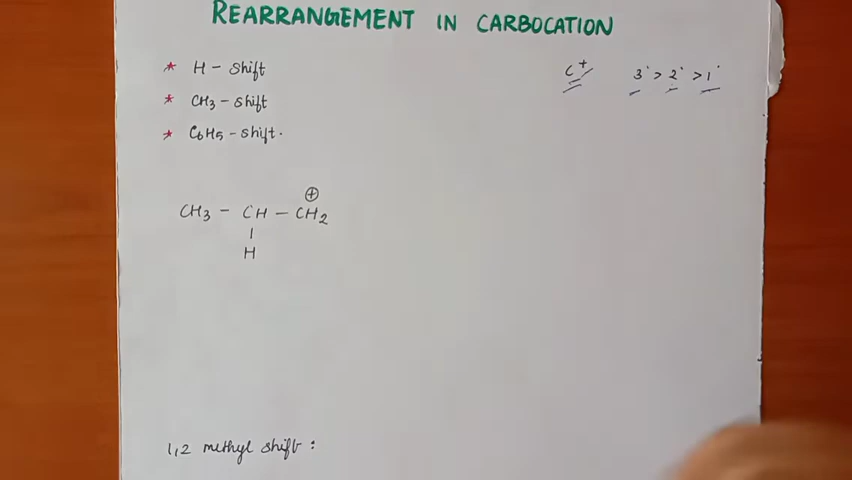 REARRANGEMENT IN CARBOCATION
* H - shift
C⁺ 3° > 2° > 1°
* CH3 - shift
* C6H5 - shift.
⊕
CH3 - CH - CH2
|
H
1,2 methyl shift :